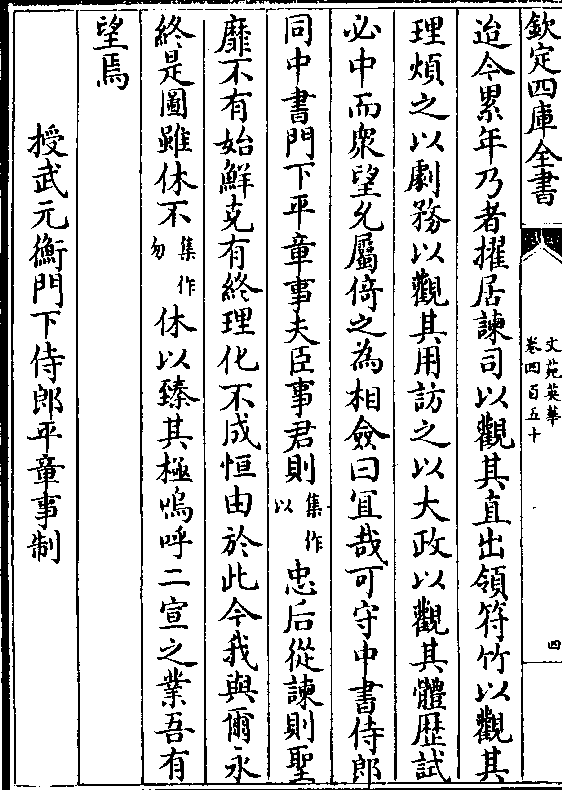 欽定四庫全書
文苑英華
卷四百五十
四
迨今累年乃者擢居諫司以觀其直出領符竹以觀其
理煩之以劇務以觀其用訪之以大政以觀其體歴試
必中而衆望允屬倚之為相僉曰宜哉可守中書侍郎
同中書門下平章事夫臣事君則集作以忠后從諫則聖
靡不有始鮮克有終理化不成恒由於此今我與爾永
終是圖雖休不集作勿休以臻其極嗚呼二宣之業吾有
望焉
授武元衡門下侍郎平章事制